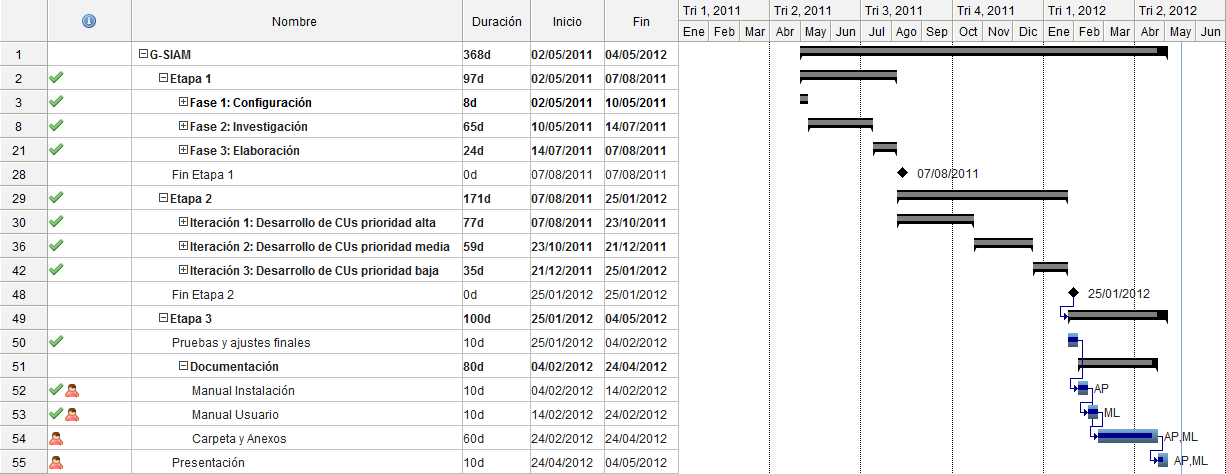 Nombre Duración Inicio Fin Tri 1, 2011 Tri 2, 2011 Tri 3, 2011 Tri 4, 2011 Tri 1, 2012 Tri 2, 2012
Ene Feb Mar Abr May Jun Jul Ago Sep Oct Nov Dic Ene Feb Mar Abr May Jun
1 G-SIAM 368d 02/05/2011 04/05/2012
2 Etapa 1 97d 02/05/2011 07/08/2011
3 Fase 1: Configuración 8d 02/05/2011 10/05/2011
8 Fase 2: Investigación 65d 10/05/2011 14/07/2011
21 Fase 3: Elaboración 24d 14/07/2011 07/08/2011
28 Fin Etapa 1 0d 07/08/2011 07/08/2011 07/08/2011
29 Etapa 2 171d 07/08/2011 25/01/2012
30 Iteración 1: Desarrollo de CUs prioridad alta 77d 07/08/2011 23/10/2011
36 Iteración 2: Desarrollo de CUs prioridad media 59d 23/10/2011 21/12/2011
42 Iteración 3: Desarrollo de CUs prioridad baja 35d 21/12/2011 25/01/2012
48 Fin Etapa 2 0d 25/01/2012 25/01/2012 25/01/2012
49 Etapa 3 100d 25/01/2012 04/05/2012
50 Pruebas y ajustes finales 10d 25/01/2012 04/02/2012
51 Documentación 80d 04/02/2012 24/04/2012
52 Manual Instalación 10d 04/02/2012 14/02/2012 AP
53 Manual Usuario 10d 14/02/2012 24/02/2012 ML
54 Carpeta y Anexos 60d 24/02/2012 24/04/2012 AP,ML
55 Presentación 10d 24/04/2012 04/05/2012 AP,ML